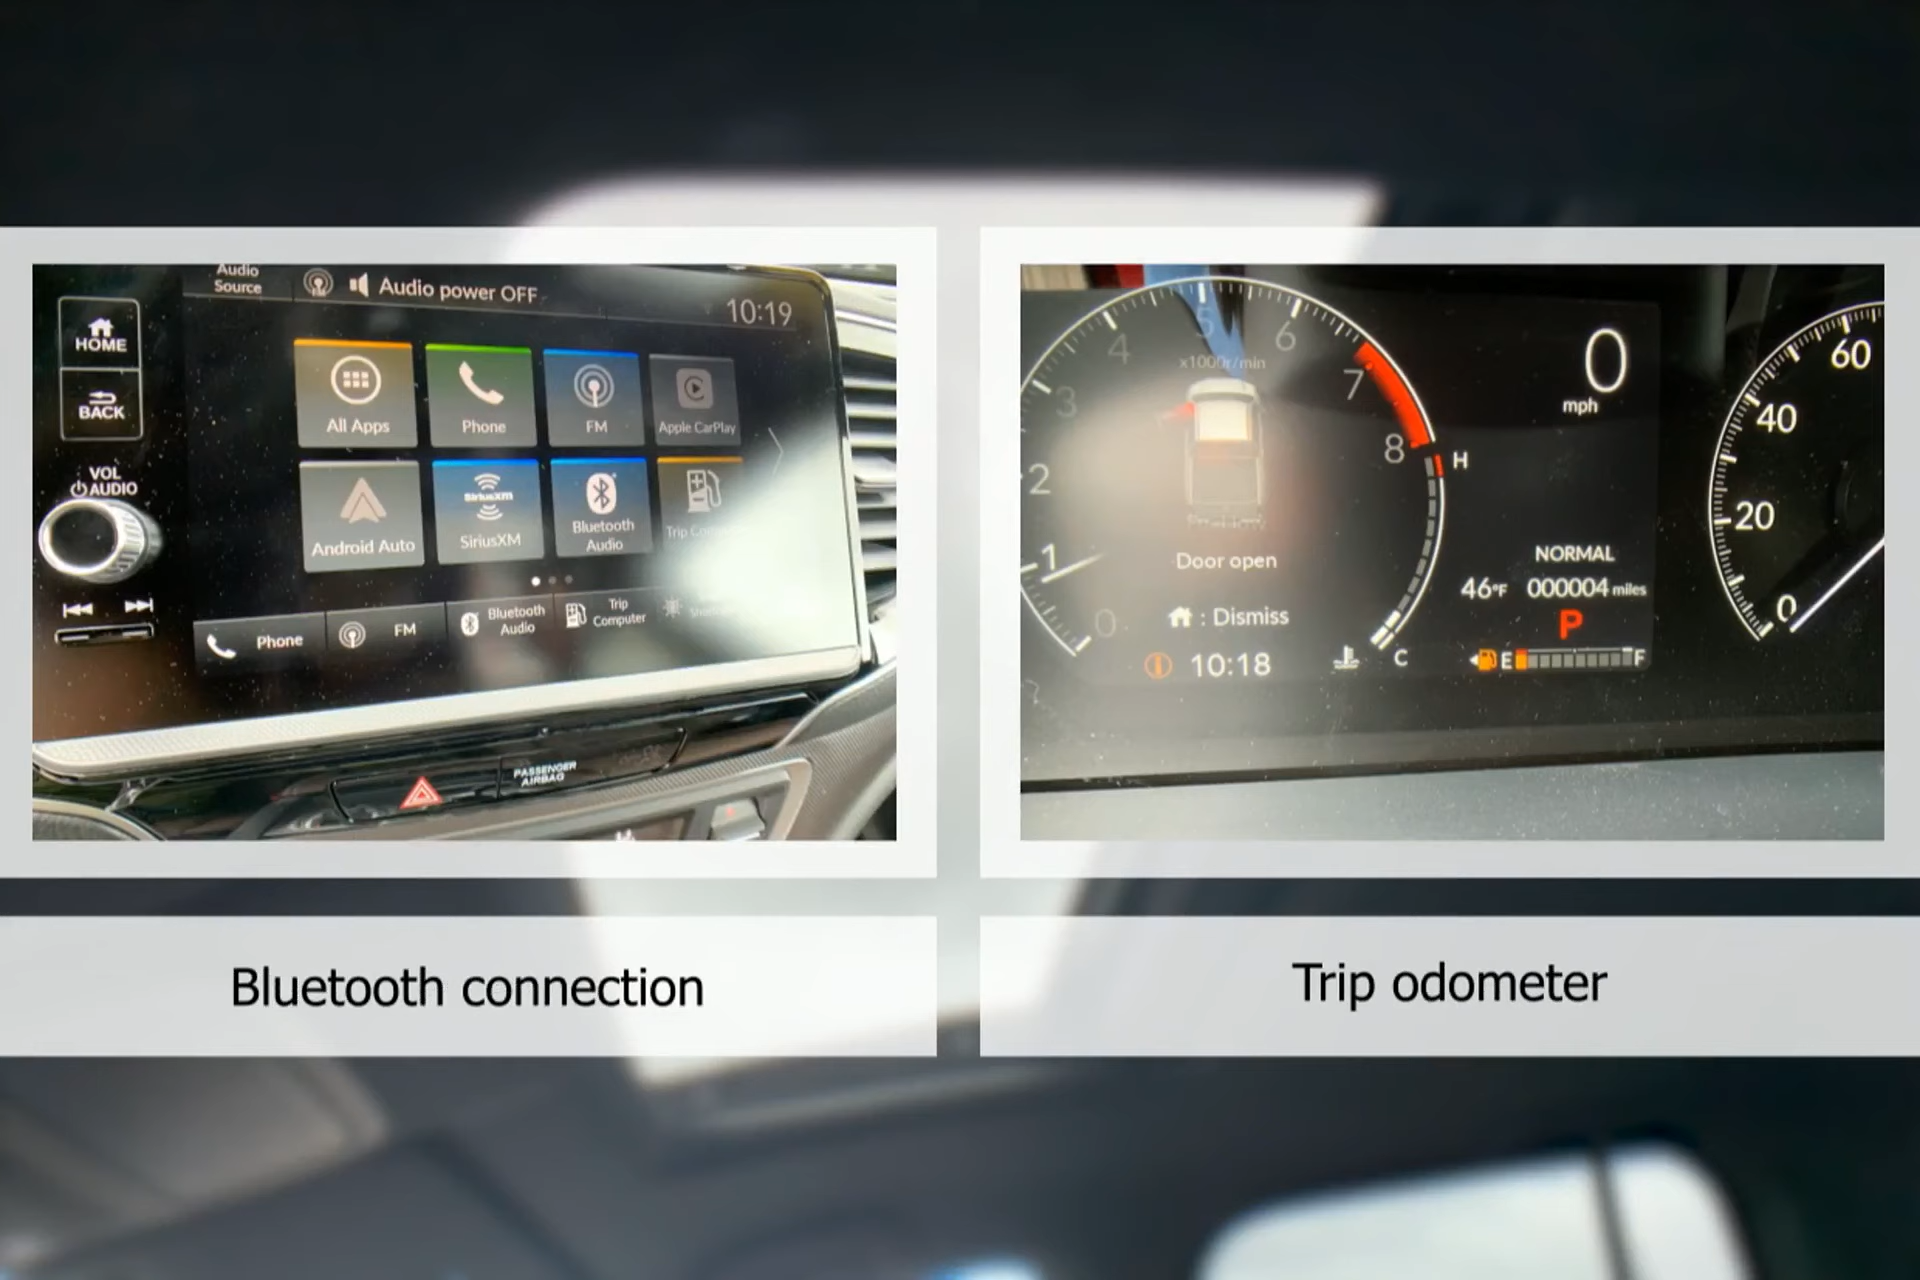 Audio
Source
Audio power OFF
10:19
HOME
BACK
VOL
AUDIO
All Apps
Phone
FM
Apple CarPlay
Android Auto
SiriusXM
SiriusXM
Bluetooth
Audio
Trip
Phone
FM
Bluetooth
Audio
Trip
Computer
PASSENGER
AIRBAG
Bluetooth connection
0
1
2
3
4
5
6
7
8
x1000r/min
Door open
: Dismiss
10:18
H
C
0
mph
NORMAL
46°F 000004 miles
P
E F
60
40
20
0
Trip odometer